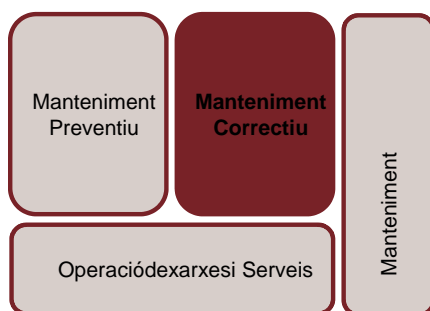 Manteniment
Preventiu
Manteniment
Correctiu
Manteniment
Operaciódexarxesi Serveis